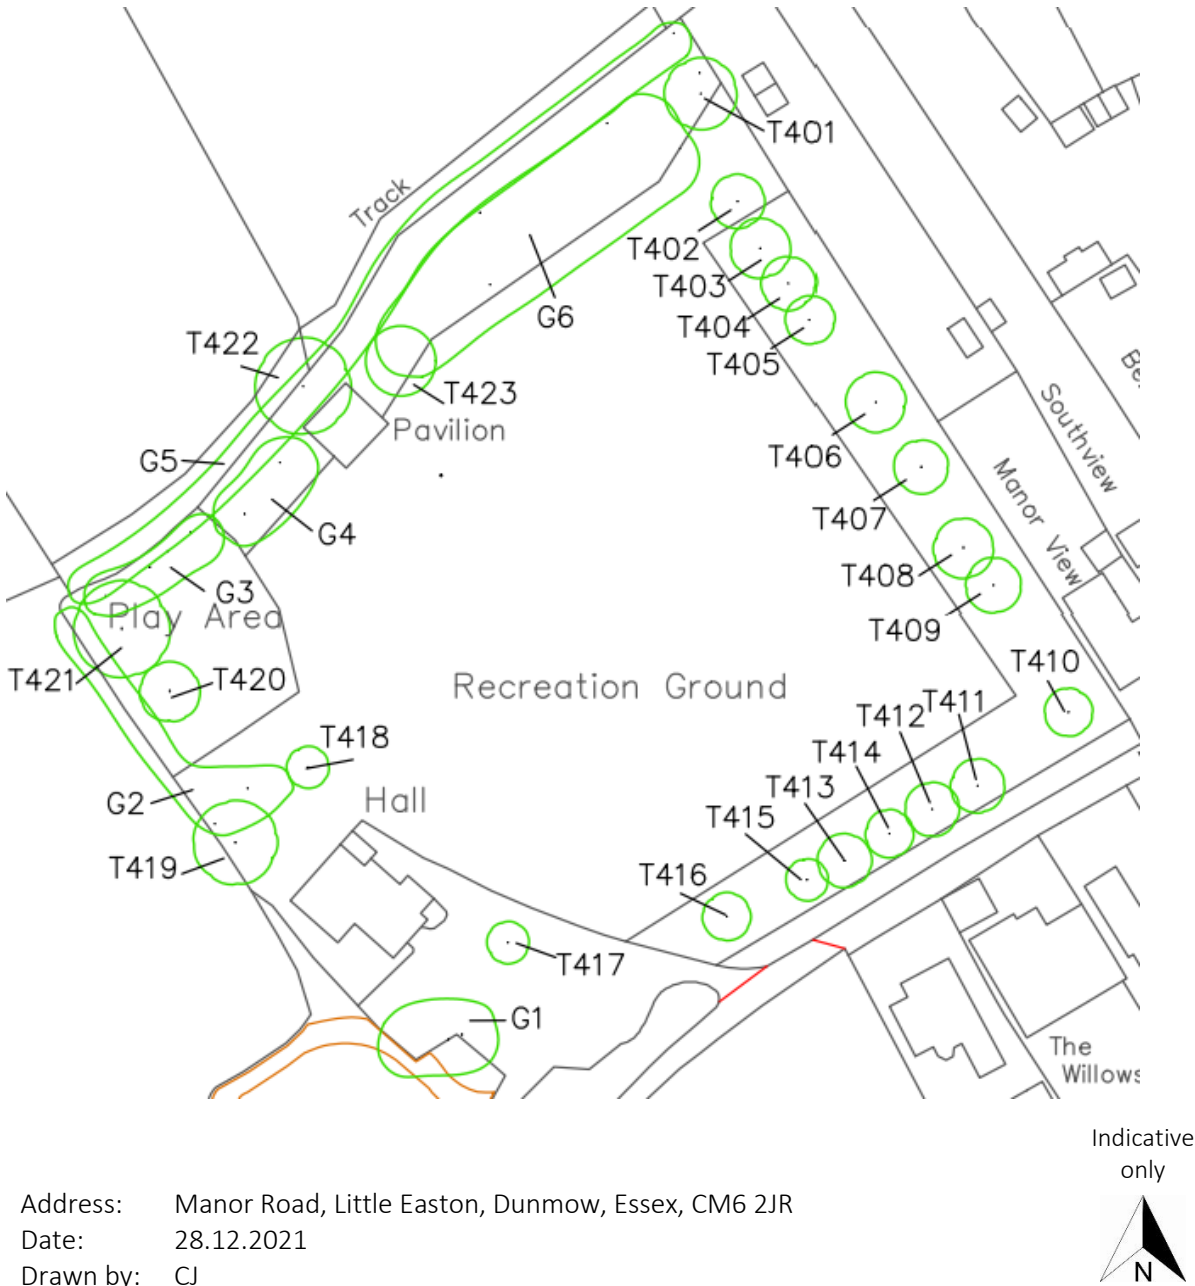 T401
Track
T402
T403
T404
T405
G6
T422
T423
Pavilion
T406
Southview
G5
Manor View
T407
G4
T408
G3
Play Area
T409
T421
T420
Recreation Ground
T410
T411
T412
T418
T414
G2
Hall
T413
T415
T419
T416
T417
G1
The
Willows
Indicative
only
N
Address: Manor Road, Little Easton, Dunmow, Essex, CM6 2JR
Date: 28.12.2021
Drawn by: CJ